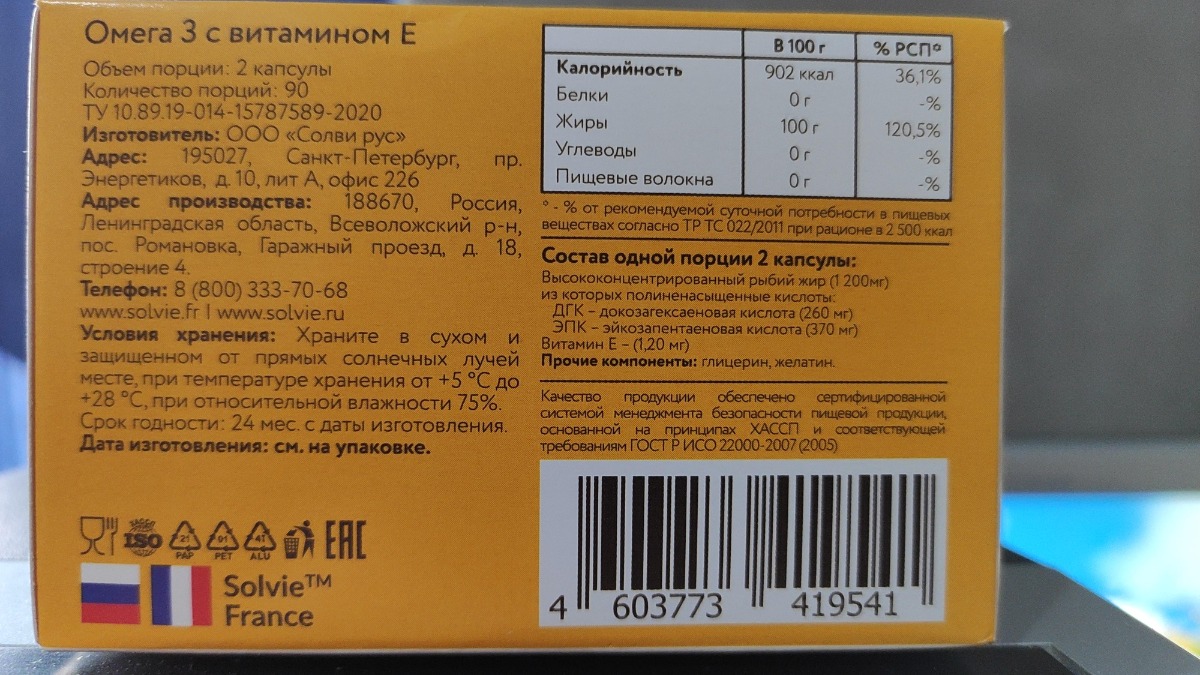 Омега 3 с витамином Е
Объем порции: 2 капсулы
Количество порций: 90
ТУ 10.89.19-014-15787589-2020
Изготовитель: ООО «Солви рус»
Адрес: 195027, Санкт-Петербург, пр.
Энергетиков, д. 10, лит А, офис 226
Адрес производства: 188670, Россия,
Ленинградская область, Всеволожский р-н,
пос. Романовка, Гаражный проезд, д. 18,
строение 4.
Телефон: 8 (800) 333-70-68
www.solvie.fr | www.solvie.ru
Условия хранения: Храните в сухом и
защищенном от прямых солнечных лучей
месте, при температуре хранения от +5 °С до
+28 °С, при относительной влажности 75%.
Срок годности: 24 мес. с даты изготовления.
Дата изготовления: см. на упаковке.
ISO
21 PAP
01 PET
41 ALU
EAC
Solvie™
France
В 100 г % РСП*
Калорийность 902 ккал 36,1%
Белки 0 г -%
Жиры 100 г 120,5%
Углеводы 0 г -%
Пищевые волокна 0 г -%
* - % от рекомендуемой суточной потребности в пищевых
веществах согласно ТР ТС 022/2011 при рационе в 2 500 ккал
Состав одной порции 2 капсулы:
Высококонцентрированный рыбий жир (1 200мг)
из которых полиненасыщенные кислоты:
ДГК – докозагексаеновая кислота (260 мг)
ЭПК – эйкозапентаеновая кислота (370 мг)
Витамин Е – (1,20 мг)
Прочие компоненты: глицерин, желатин.
Качество продукции обеспечено сертифицированной
системой менеджмента безопасности пищевой продукции,
основанной на принципах ХАССП и соответствующей
требованиям ГОСТ Р ИСО 22000-2007 (2005)
4 603773 419541